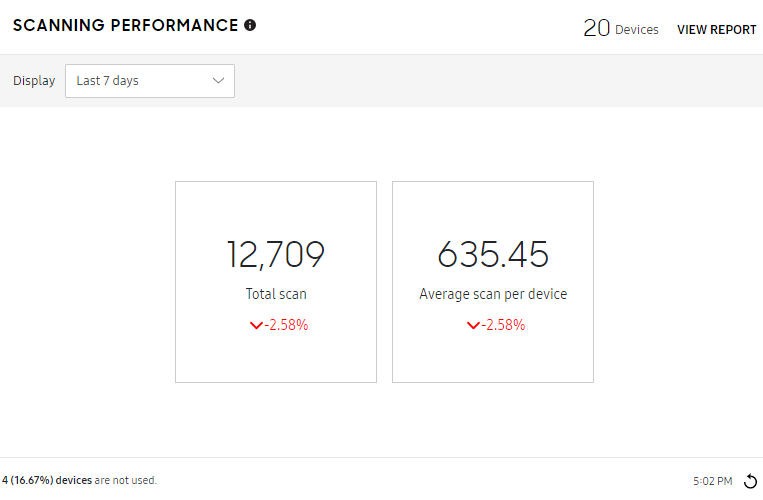 SCANNING PERFORMANCE
20 Devices VIEW REPORT
Display Last 7 days
12,709
Total scan
-2.58%
635.45
Average scan per device
-2.58%
4 (16.67%) devices are not used.
5:02 PM